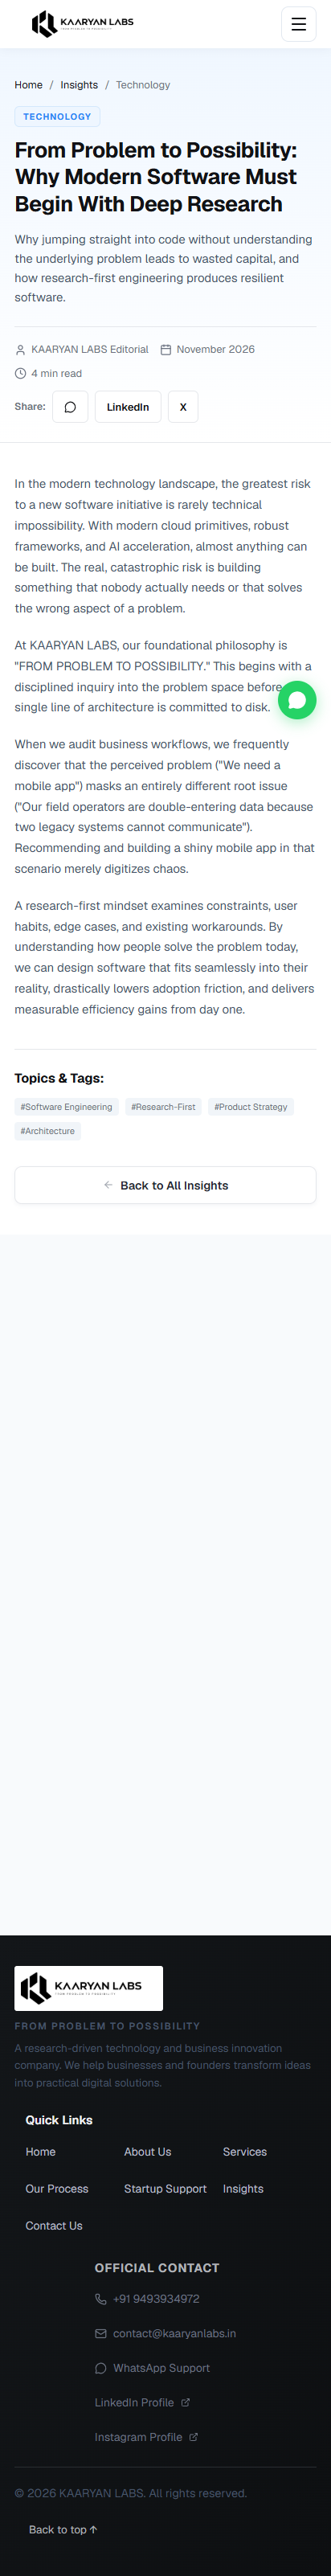 KAARYAN LABS
FROM PROBLEM TO POSSIBILITY
Home / Insights / Technology
TECHNOLOGY
From Problem to Possibility:
Why Modern Software Must
Begin With Deep Research
Why jumping straight into code without understanding
the underlying problem leads to wasted capital, and
how research-first engineering produces resilient
software.
KAARYAN LABS Editorial November 2026
4 min read
Share: LinkedIn X
In the modern technology landscape, the greatest risk
to a new software initiative is rarely technical
impossibility. With modern cloud primitives, robust
frameworks, and AI acceleration, almost anything can
be built. The real, catastrophic risk is building
something that nobody actually needs or that solves
the wrong aspect of a problem.
At KAARYAN LABS, our foundational philosophy is
"FROM PROBLEM TO POSSIBILITY." This begins with a
disciplined inquiry into the problem space before
single line of architecture is committed to disk.
When we audit business workflows, we frequently
discover that the perceived problem ("We need a
mobile app") masks an entirely different root issue
("Our field operators are double-entering data because
two legacy systems cannot communicate").
Recommending and building a shiny mobile app in that
scenario merely digitizes chaos.
A research-first mindset examines constraints, user
habits, edge cases, and existing workarounds. By
understanding how people solve the problem today,
we can design software that fits seamlessly into their
reality, drastically lowers adoption friction, and delivers
measurable efficiency gains from day one.
Topics & Tags:
#Software Engineering #Research-First #Product Strategy
#Architecture
← Back to All Insights
KAARYAN LABS
FROM PROBLEM TO POSSIBILITY
FROM PROBLEM TO POSSIBILITY
A research-driven technology and business innovation
company. We help businesses and founders transform ideas
into practical digital solutions.
Quick Links
Home About Us Services
Our Process Startup Support Insights
Contact Us
OFFICIAL CONTACT
+91 9493934972
contact@kaaryanlabs.in
WhatsApp Support
LinkedIn Profile
Instagram Profile
© 2026 KAARYAN LABS. All rights reserved.
Back to top ↑